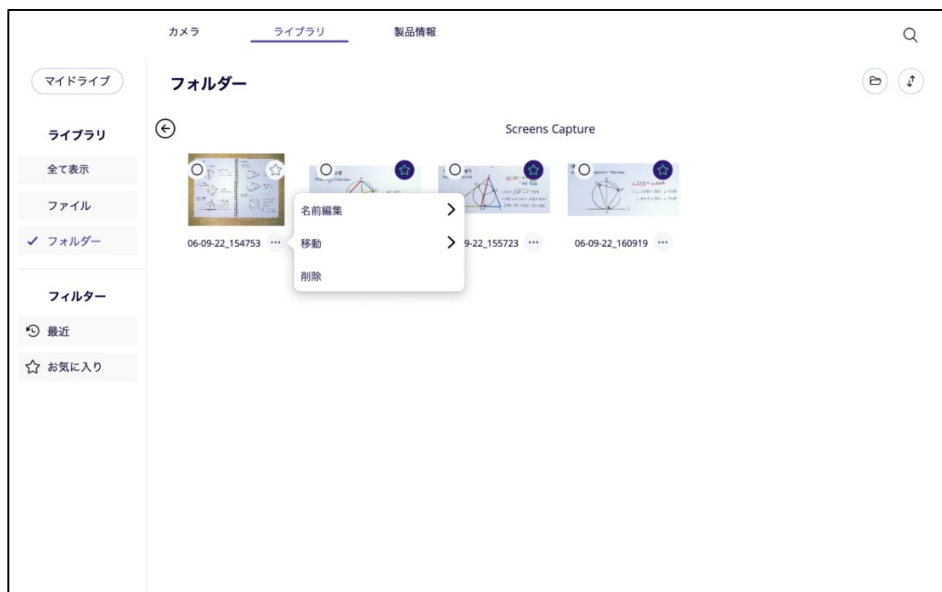 カメラ
ライブラリ
製品情報
マイドライブ
フォルダー
ライブラリ
Screens Capture
全て表示
ファイル
フォルダー
06-09-22_154753 ...
9-22_155723 ...
06-09-22_160919 ...
名前編集
移動
削除
フィルター
最近
お気に入り